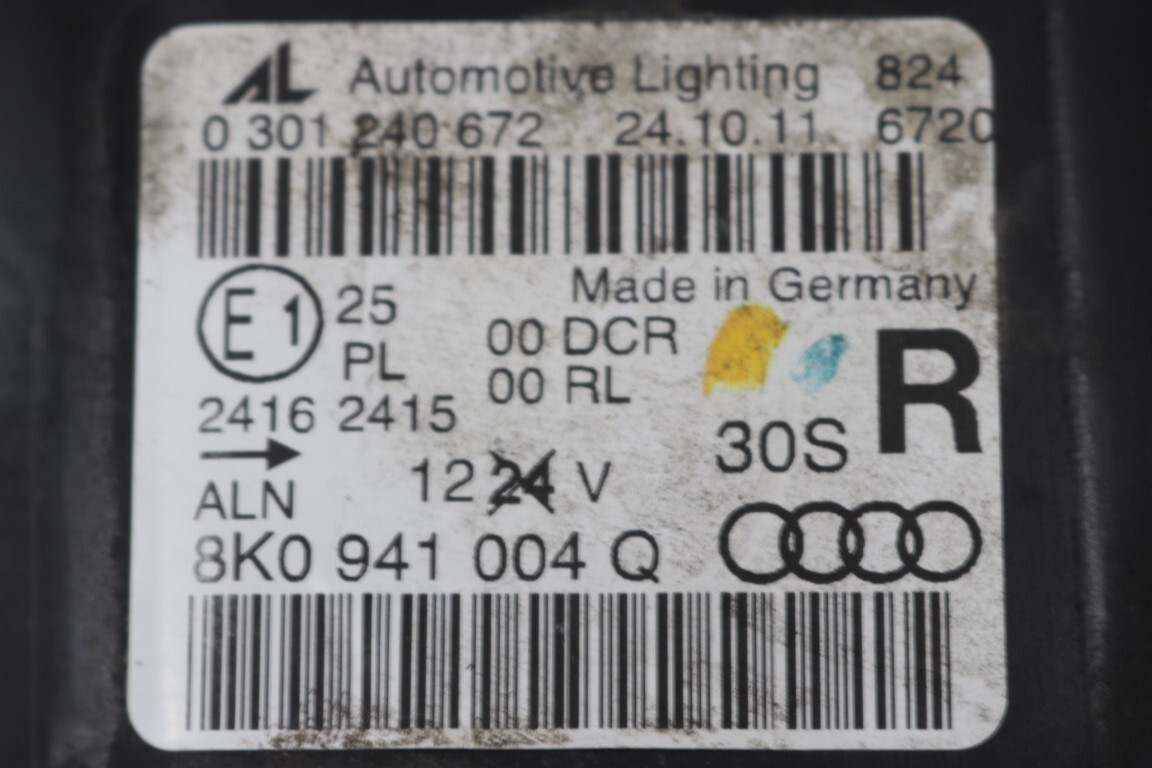 AL Automotive Lighting 824
0 301 240 672 24.10.11 6720
Made in Germany
E1 25 00 DCR
PL 00 RL R
2416 2415 30S
→
12 24 V
ALN
8K0 941 004 Q